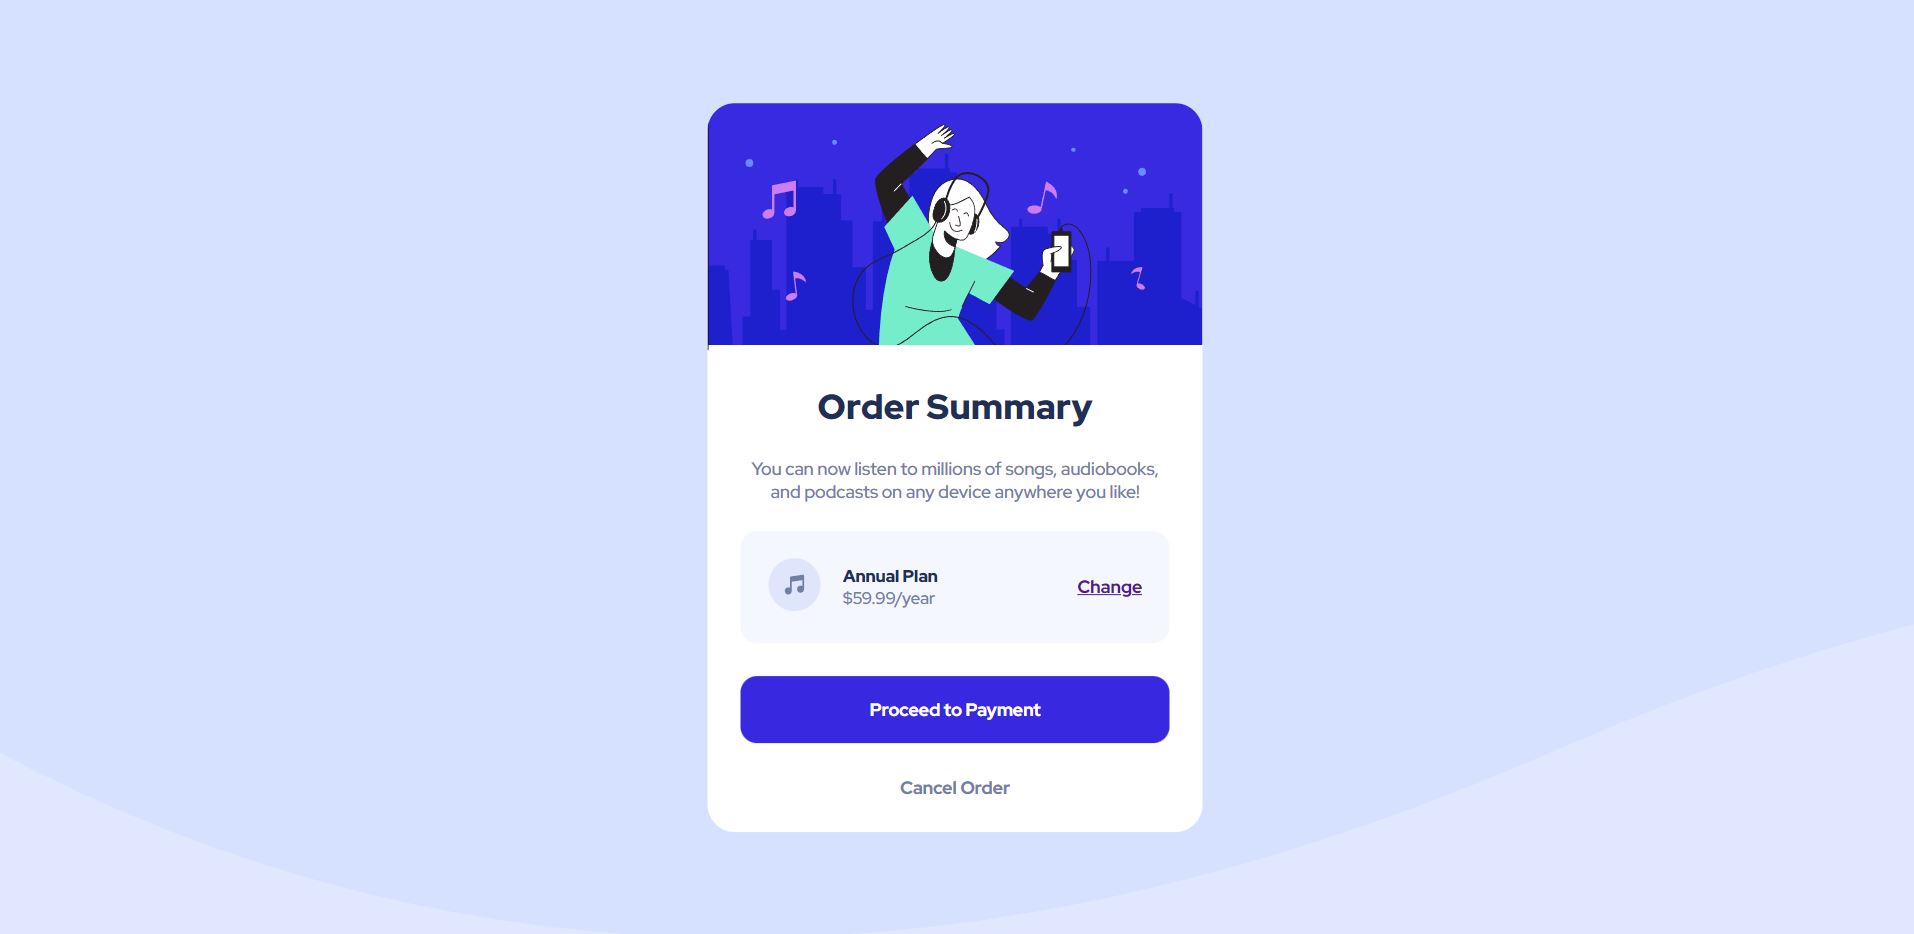 Order Summary
You can now listen to millions of songs, audiobooks,
and podcasts on any device anywhere you like!
Annual Plan
$59.99/year
Change
Proceed to Payment
Cancel Order